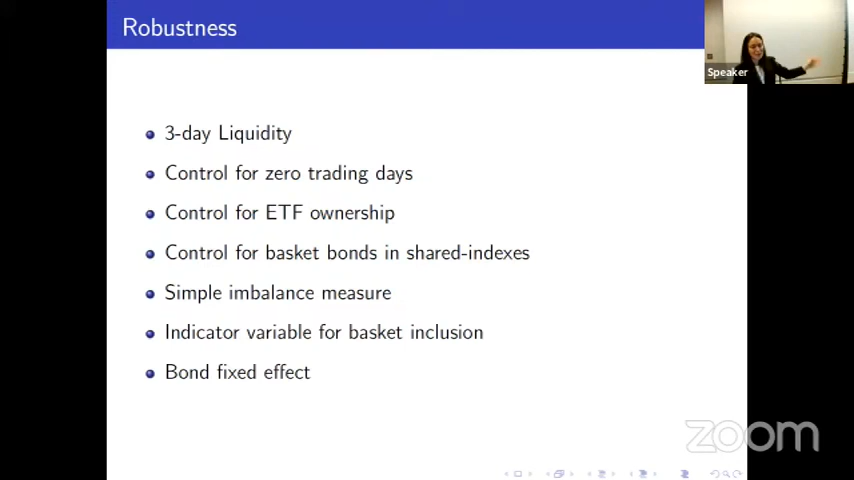 Robustness
Speaker
3-day Liquidity
Control for zero trading days
Control for ETF ownership
Control for basket bonds in shared-indexes
Simple imbalance measure
Indicator variable for basket inclusion
Bond fixed effect
zoom